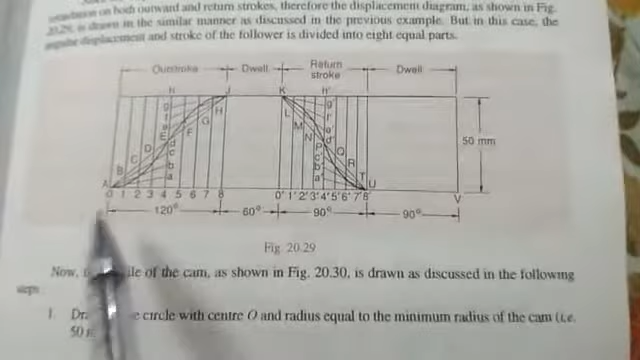 on both outward and return strokes, therefore the displacement diagram, as shown in Fig.
20.29, is drawn in the similar manner as discussed in the previous example. But in this case, the
angular displacement and stroke of the follower is divided into eight equal parts.
Outstroke Dwell Return stroke Dwell
H J K H'
g f e d c b a
g' f' e' d' c' b' a'
A B C D E F G H
L M N P Q R T U
50 mm
0 1 2 3 4 5 6 7 8 0' 1' 2' 3' 4' 5' 6' 7' 8' V
120° 60° 90° 90°
Fig. 20.29
Now, of the cam, as shown in Fig. 20.30, is drawn as discussed in the following
steps
1. circle with centre O and radius equal to the minimum radius of the cam (i.e.
50